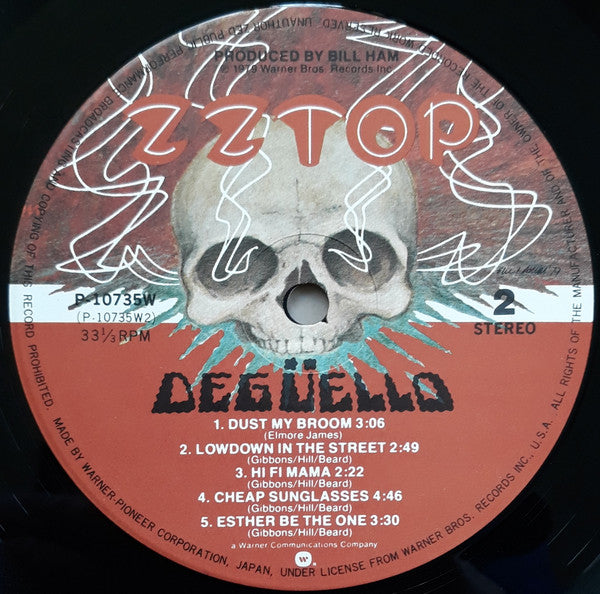 PRODUCED BY BILL HAM
© 1979 Warner Bros. Records Inc.
ZZTOP
P-10735W
(P-10735W2)
33⅓ RPM
2
STEREO
DEGÜELLO
1. DUST MY BROOM 3:06
(Elmore James)
2. LOWDOWN IN THE STREET 2:49
(Gibbons/Hill/Beard)
3. HI FI MAMA 2:22
(Gibbons/Hill/Beard)
4. CHEAP SUNGLASSES 4:46
(Gibbons/Hill/Beard)
5. ESTHER BE THE ONE 3:30
(Gibbons/Hill/Beard)
a Warner Communications Company
W
MADE BY WARNER-PIONEER CORPORATION, JAPAN, UNDER LICENSE FROM WARNER BROS. RECORDS INC., U.S.A. ALL RIGHTS OF THE MANUFACTURER AND OF THE OWNER OF THE RECORDED WORK RESERVED. UNAUTHORIZED PUBLIC PERFORMANCE BROADCASTING AND COPYING OF THIS RECORD PROHIBITED.